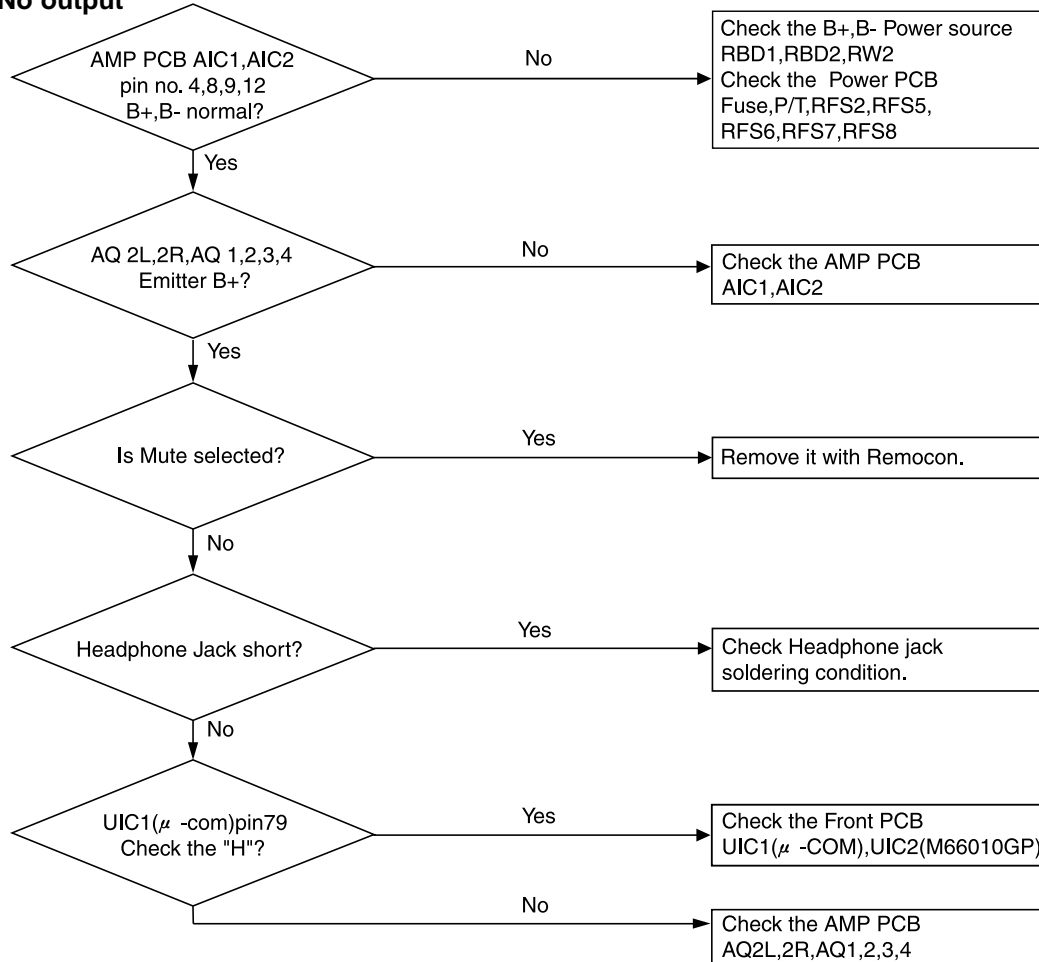 No output
AMP PCB AIC1,AIC2
pin no. 4,8,9,12
B+,B- normal?
No
Check the B+,B- Power source
RBD1,RBD2,RW2
Check the Power PCB
Fuse,P/T,RFS2,RFS5,
RFS6,RFS7,RFS8
Yes
AQ 2L,2R,AQ 1,2,3,4
Emitter B+?
No
Check the AMP PCB
AIC1,AIC2
Yes
Is Mute selected?
Yes
Remove it with Remocon.
No
Headphone Jack short?
Yes
Check Headphone jack
soldering condition.
No
UIC1(μ -com)pin79
Check the "H"?
Yes
Check the Front PCB
UIC1(μ -COM),UIC2(M66010GP)
No
Check the AMP PCB
AQ2L,2R,AQ1,2,3,4